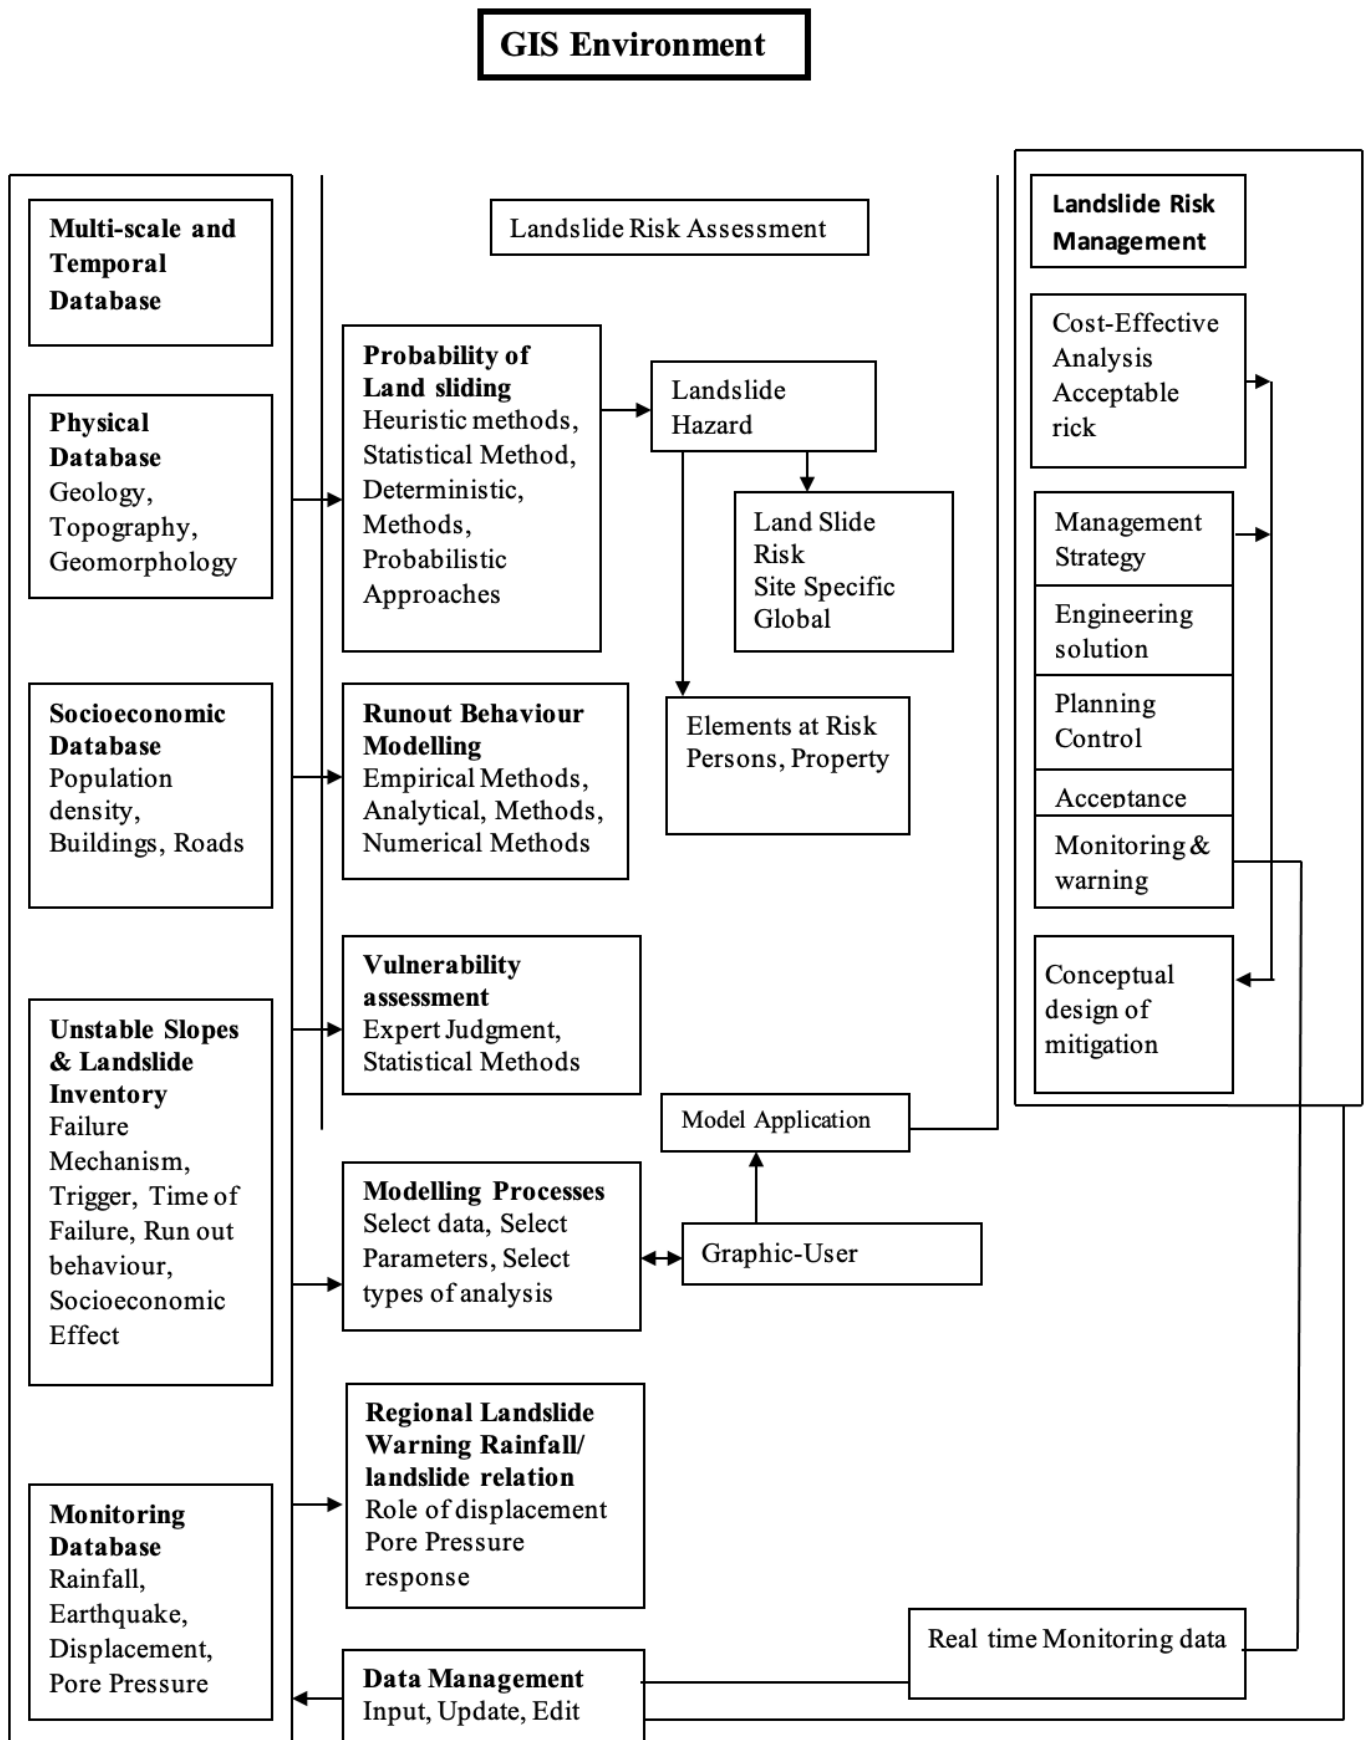 GIS Environment
Multi-scale and
Temporal
Database
Physical
Database
Geology,
Topography,
Geomorphology
Socioeconomic
Database
Population
density,
Buildings, Roads
Unstable Slopes
& Landslide
Inventory
Failure
Mechanism,
Trigger, Time of
Failure, Run out
behaviour,
Socioeconomic
Effect
Monitoring
Database
Rainfall,
Earthquake,
Displacement,
Pore Pressure
Landslide Risk Assessment
Probability of
Land sliding
Heuristic methods,
Statistical Method,
Deterministic,
Methods,
Probabilistic
Approaches
Landslide
Hazard
Land Slide
Risk
Site Specific
Global
Runout Behaviour
Modelling
Empirical Methods,
Analytical, Methods,
Numerical Methods
Elements at Risk
Persons, Property
Vulnerability
assessment
Expert Judgment,
Statistical Methods
Model Application
Modelling Processes
Select data, Select
Parameters, Select
types of analysis
Graphic-User
Regional Landslide
Warning Rainfall/
landslide relation
Role of displacement
Pore Pressure
response
Data Management
Input, Update, Edit
Real time Monitoring data
Landslide Risk
Management
Cost-Effective
Analysis
Acceptable
rick
Management
Strategy
Engineering
solution
Planning
Control
Acceptance
Monitoring &
warning
Conceptual
design of
mitigation